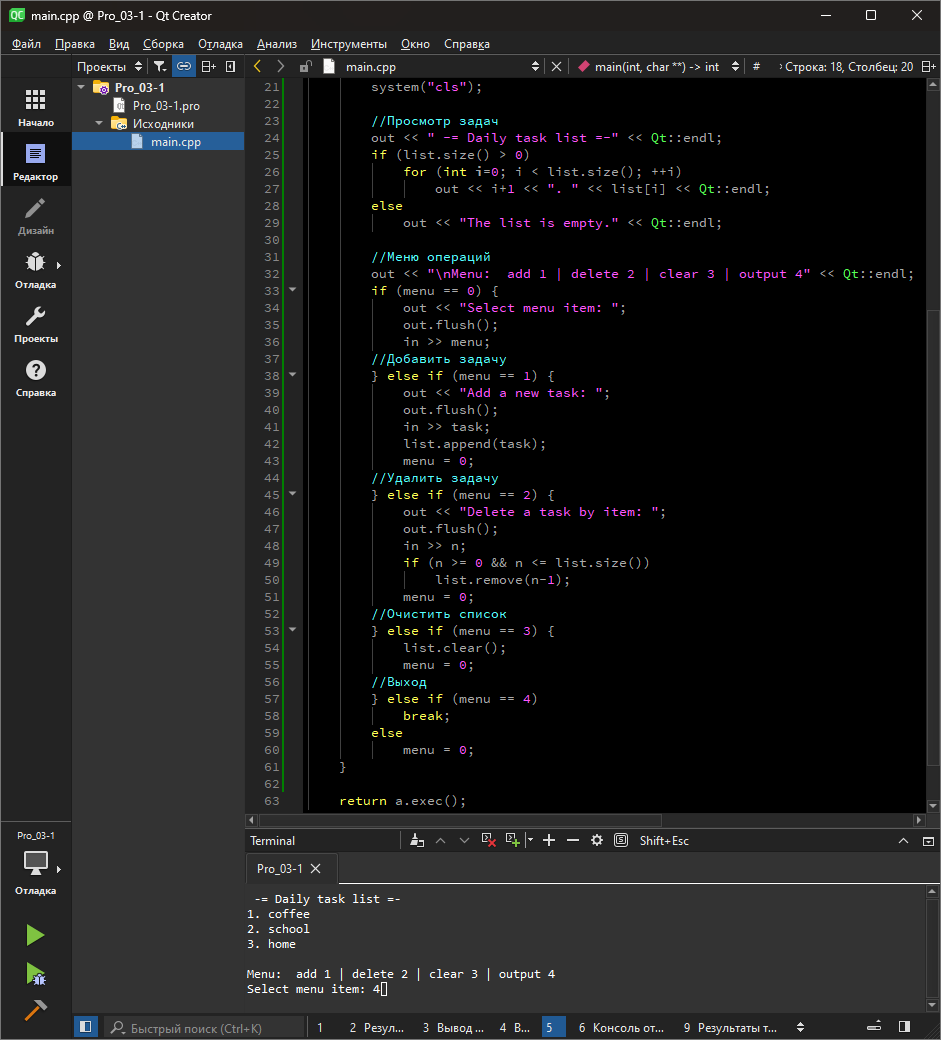 main.cpp @ Pro_03-1 - Qt Creator
Файл Правка Вид Сборка Отладка Анализ Инструменты Окно Справка
Проекты main.cpp main(int, char **) -> int # Строка: 18, Столбец: 20
Начало
Редактор
Дизайн
Отладка
Проекты
Справка
Pro_03-1
Pro_03-1.pro
Исходники
main.cpp
21 system("cls");
22
23 //Просмотр задач
24 out << " -= Daily task list =-" << Qt::endl;
25 if (list.size() > 0)
26 for (int i=0; i < list.size(); ++i)
27 out << i+1 << ". " << list[i] << Qt::endl;
28 else
29 out << "The list is empty." << Qt::endl;
30
31 //Меню операций
32 out << "\nMenu:  add 1 | delete 2 | clear 3 | output 4" << Qt::endl;
33 if (menu == 0) {
34 out << "Select menu item: ";
35 out.flush();
36 in >> menu;
37 //Добавить задачу
38 } else if (menu == 1) {
39 out << "Add a new task: ";
40 out.flush();
41 in >> task;
42 list.append(task);
43 menu = 0;
44 //Удалить задачу
45 } else if (menu == 2) {
46 out << "Delete a task by item: ";
47 out.flush();
48 in >> n;
49 if (n >= 0 && n <= list.size())
50 list.remove(n-1);
51 menu = 0;
52 //Очистить список
53 } else if (menu == 3) {
54 list.clear();
55 menu = 0;
56 //Выход
57 } else if (menu == 4)
58 break;
59 else
60 menu = 0;
61 }
62
63 return a.exec();
Pro_03-1
Отладка
Terminal Shift+Esc
Pro_03-1
-= Daily task list =-
1. coffee
2. school
3. home
Menu:  add 1 | delete 2 | clear 3 | output 4
Select menu item: 4
Быстрый поиск (Ctrl+K) 1 2 Резул... 3 Вывод ... 4 В... 5 6 Консоль от... 9 Результаты т...